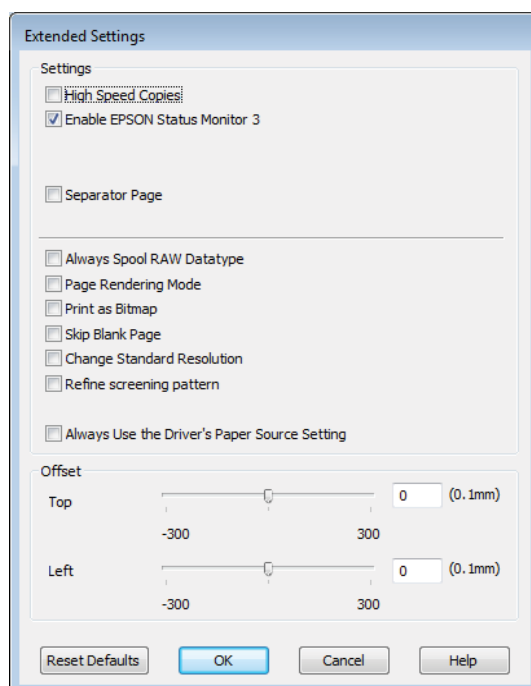 Extended Settings
Settings
High Speed Copies
Enable EPSON Status Monitor 3
Separator Page
Always Spool RAW Datatype
Page Rendering Mode
Print as Bitmap
Skip Blank Page
Change Standard Resolution
Refine screening pattern
Always Use the Driver's Paper Source Setting
Offset
Top 0 (0.1mm)
-300 300
Left 0 (0.1mm)
-300 300
Reset Defaults OK Cancel Help